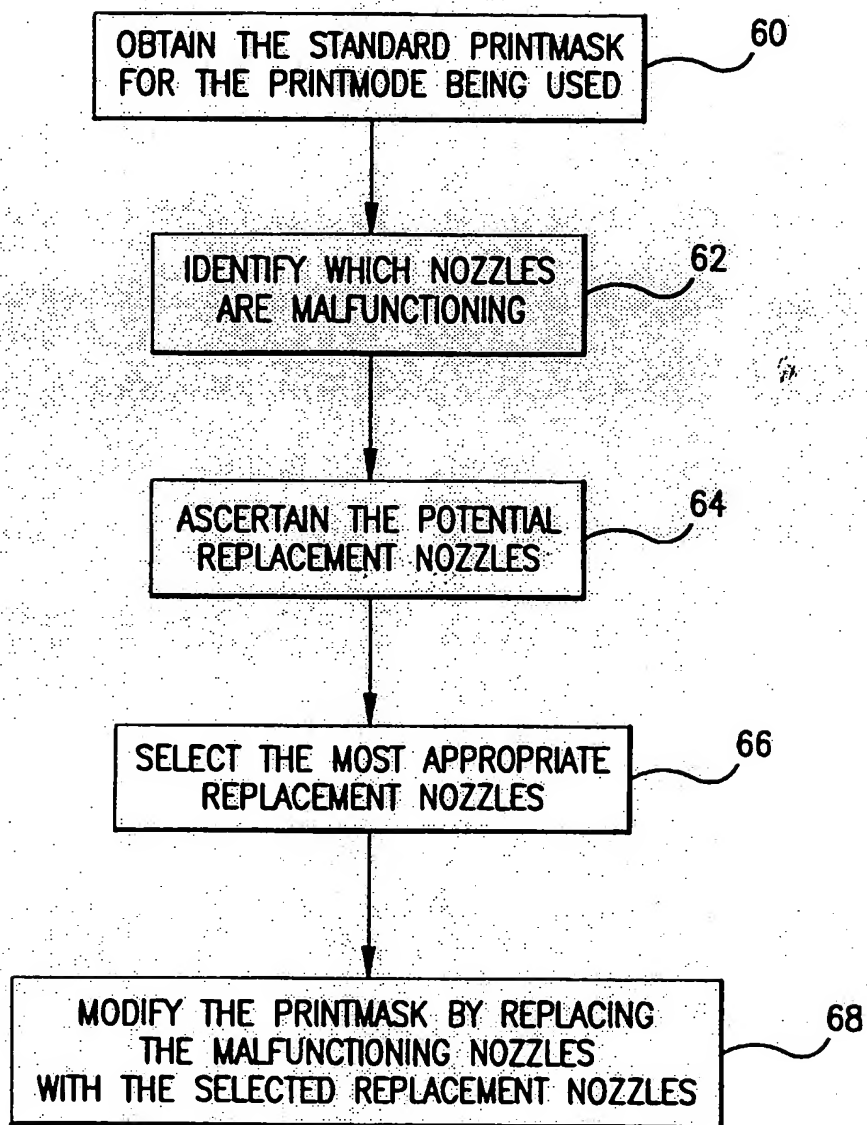 OBTAIN THE STANDARD PRINTMASK
FOR THE PRINTMODE BEING USED
60
IDENTIFY WHICH NOZZLES
ARE MALFUNCTIONING
62
ASCERTAIN THE POTENTIAL
REPLACEMENT NOZZLES
64
SELECT THE MOST APPROPRIATE
REPLACEMENT NOZZLES
66
MODIFY THE PRINTMASK BY REPLACING
THE MALFUNCTIONING NOZZLES
WITH THE SELECTED REPLACEMENT NOZZLES
68